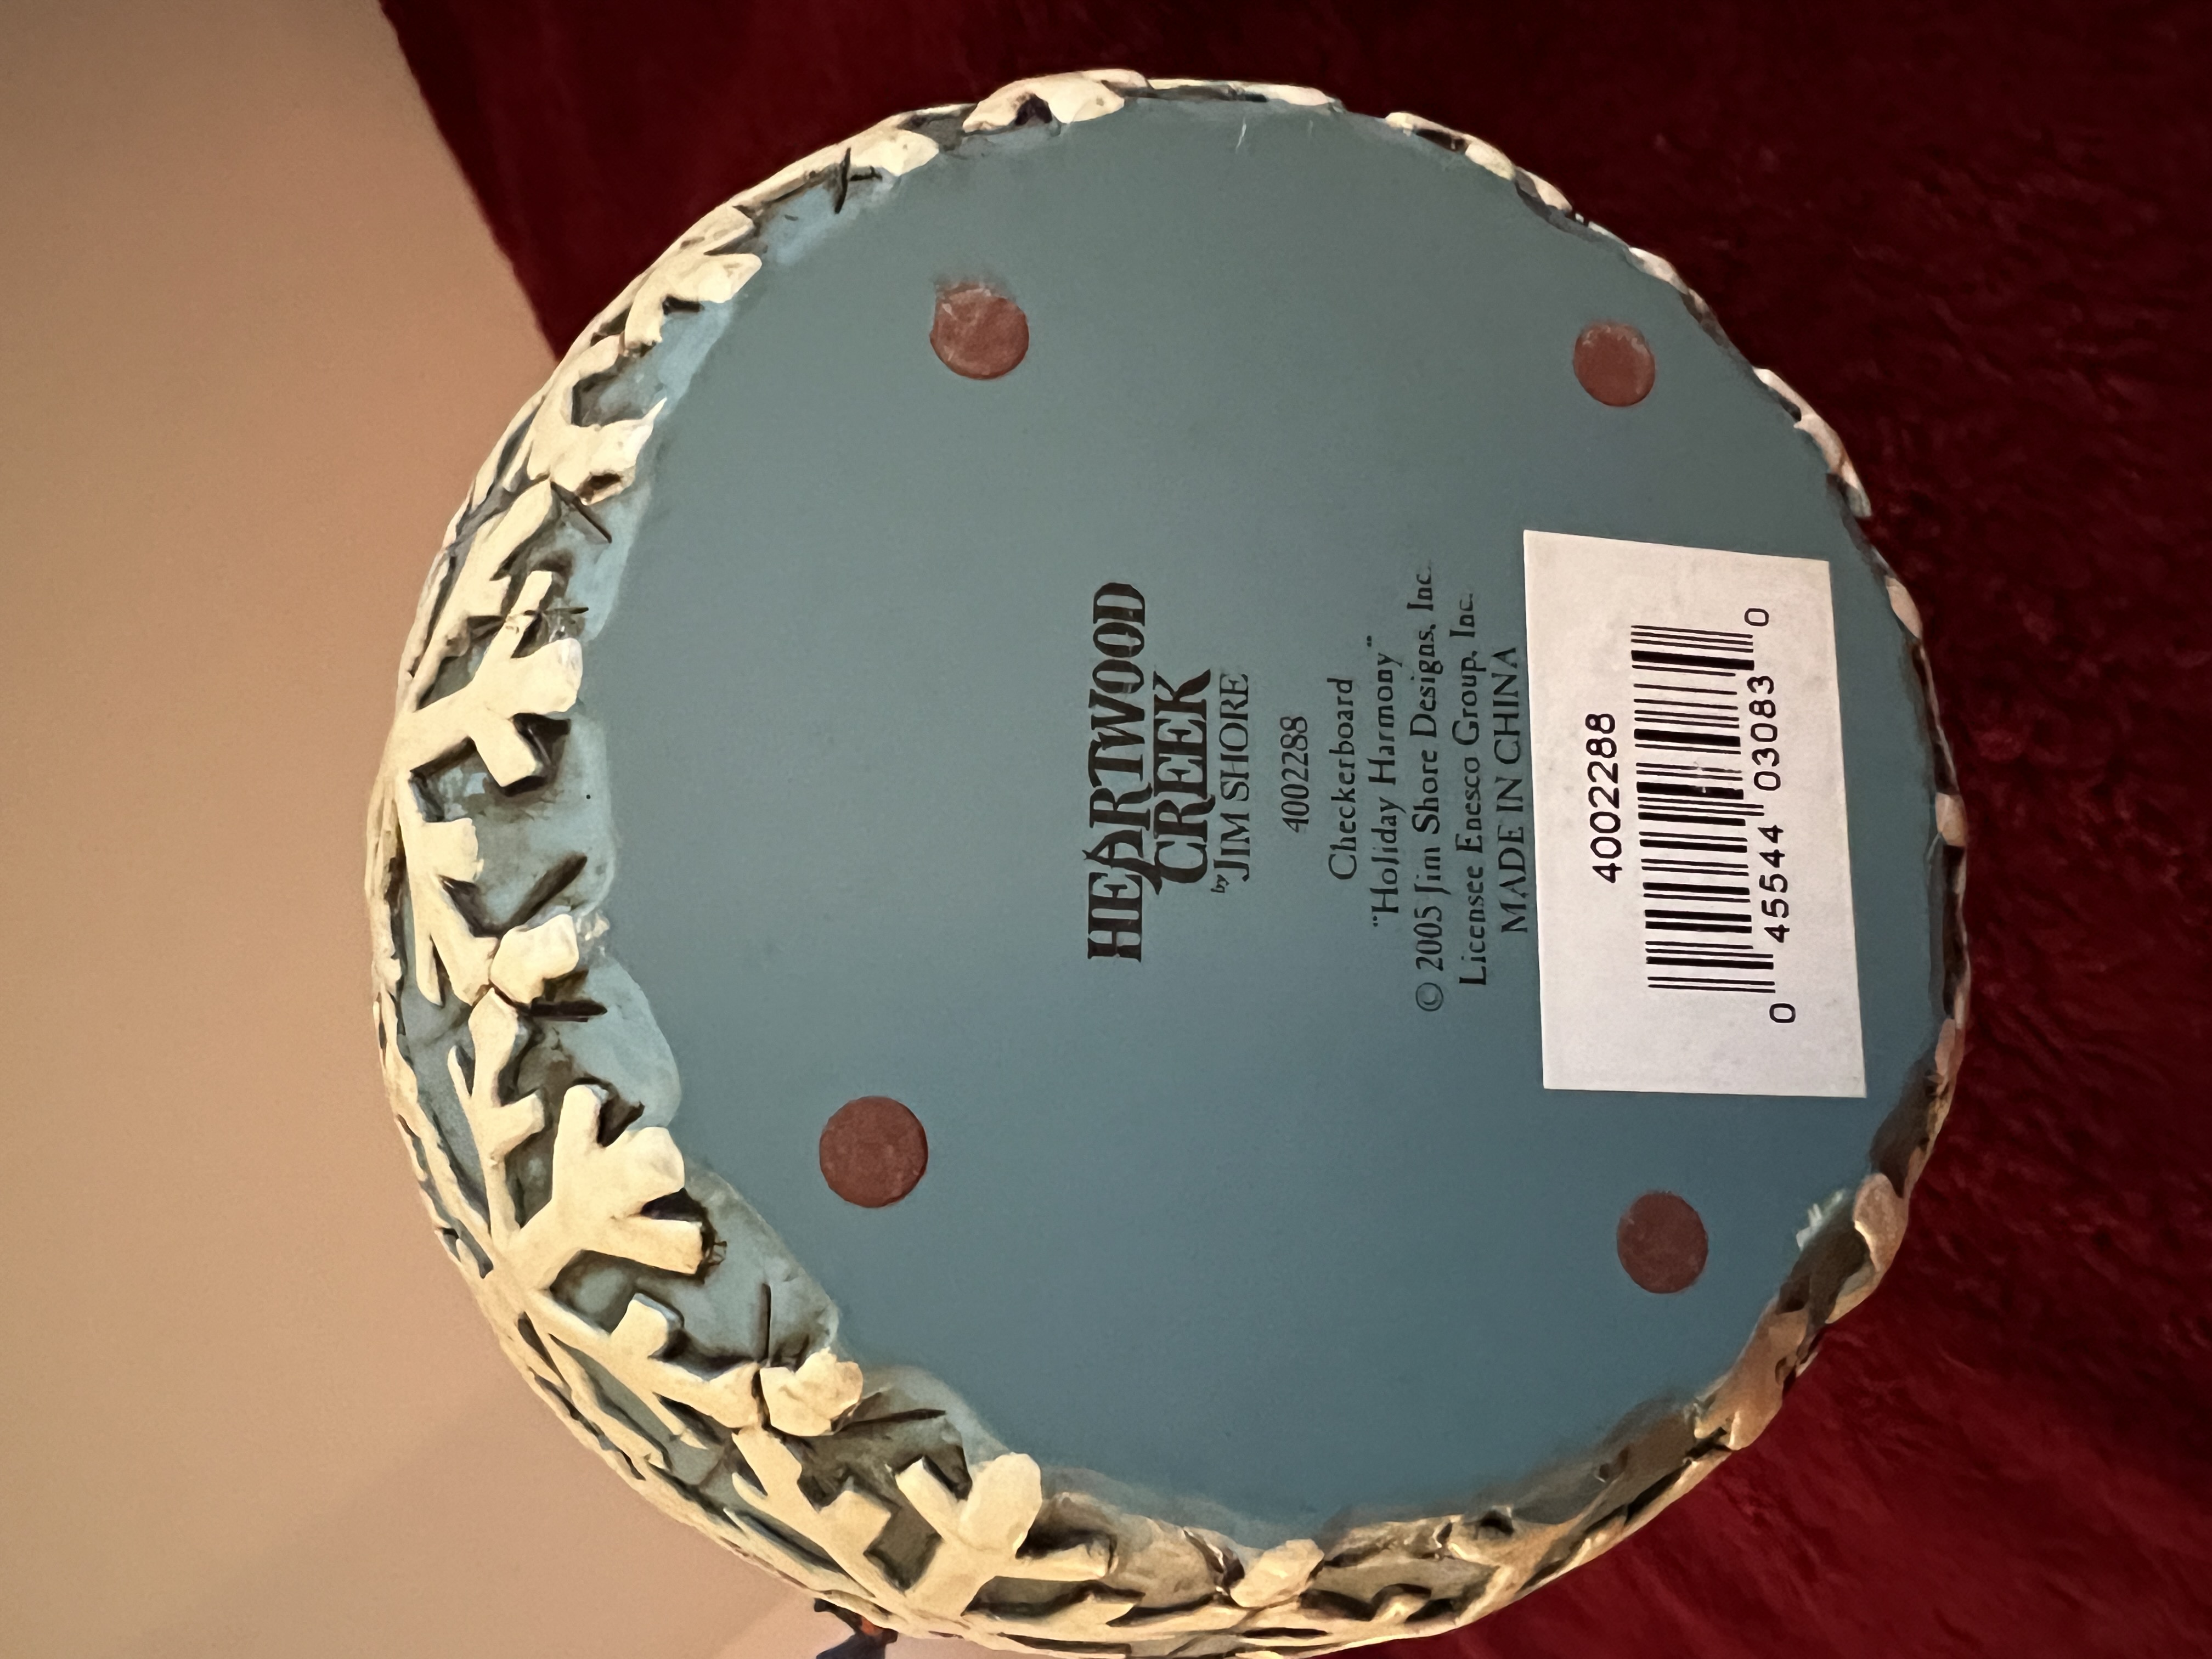 HEARTWOOD
CREEK
by JIM SHORE
4002288
Checkerboard
"Holiday Harmony"
© 2005 Jim Shore Designs, Inc.
Licensee Enesco Group, Inc.
MADE IN CHINA
4002288
0 45544 03083 0